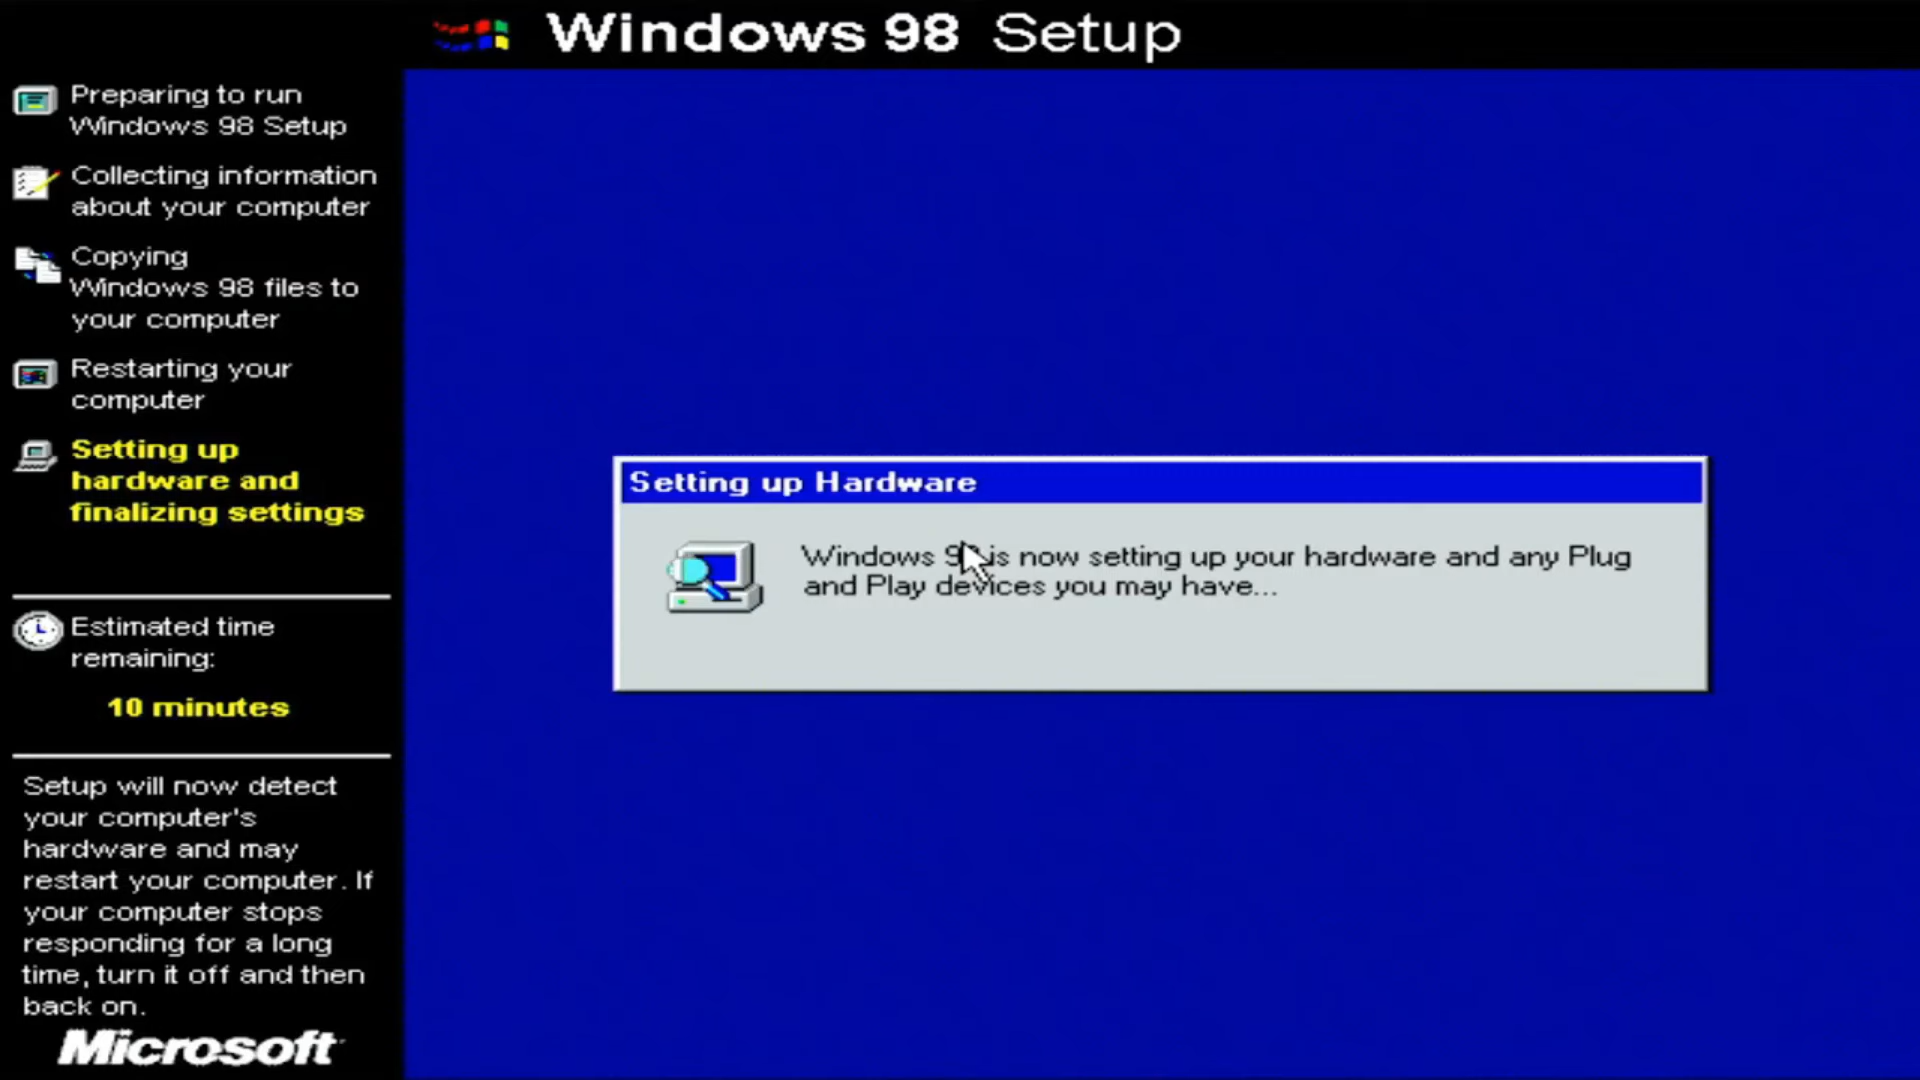 Windows 98 Setup
Preparing to run
Windows 98 Setup
Collecting information
about your computer
Copying
Windows 98 files to
your computer
Restarting your
computer
Setting up
hardware and
finalizing settings
Estimated time
remaining:
10 minutes
Setup will now detect
your computer's
hardware and may
restart your computer. If
your computer stops
responding for a long
time, turn it off and then
back on.
Microsoft
Setting up Hardware
Windows 98 is now setting up your hardware and any Plug
and Play devices you may have...